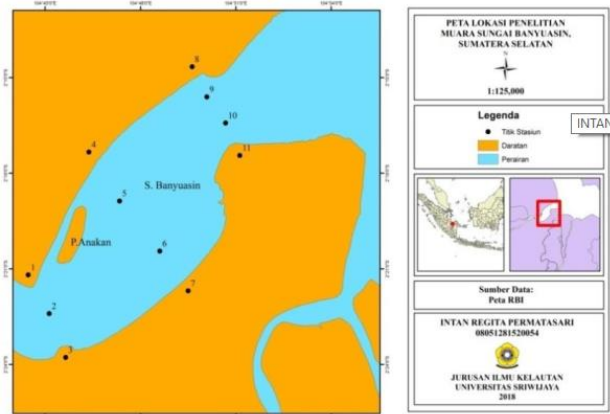 8
9
10
11
4
5
S. Banyuasin
P.Anakan
6
1
7
2
3
PETA LOKASI PENELITIAN
MUARA SUNGAI BANYUASIN,
SUMATERA SELATAN
N
1:125,000
Legenda
Titik Stasiun
Daratan
Perairan
INTAN
Sumber Data:
Peta RBI
INTAN REGITA PERMATASARI
08051281520054
JURUSAN ILMU KELAUTAN
UNIVERSITAS SRIWIJAYA
2018